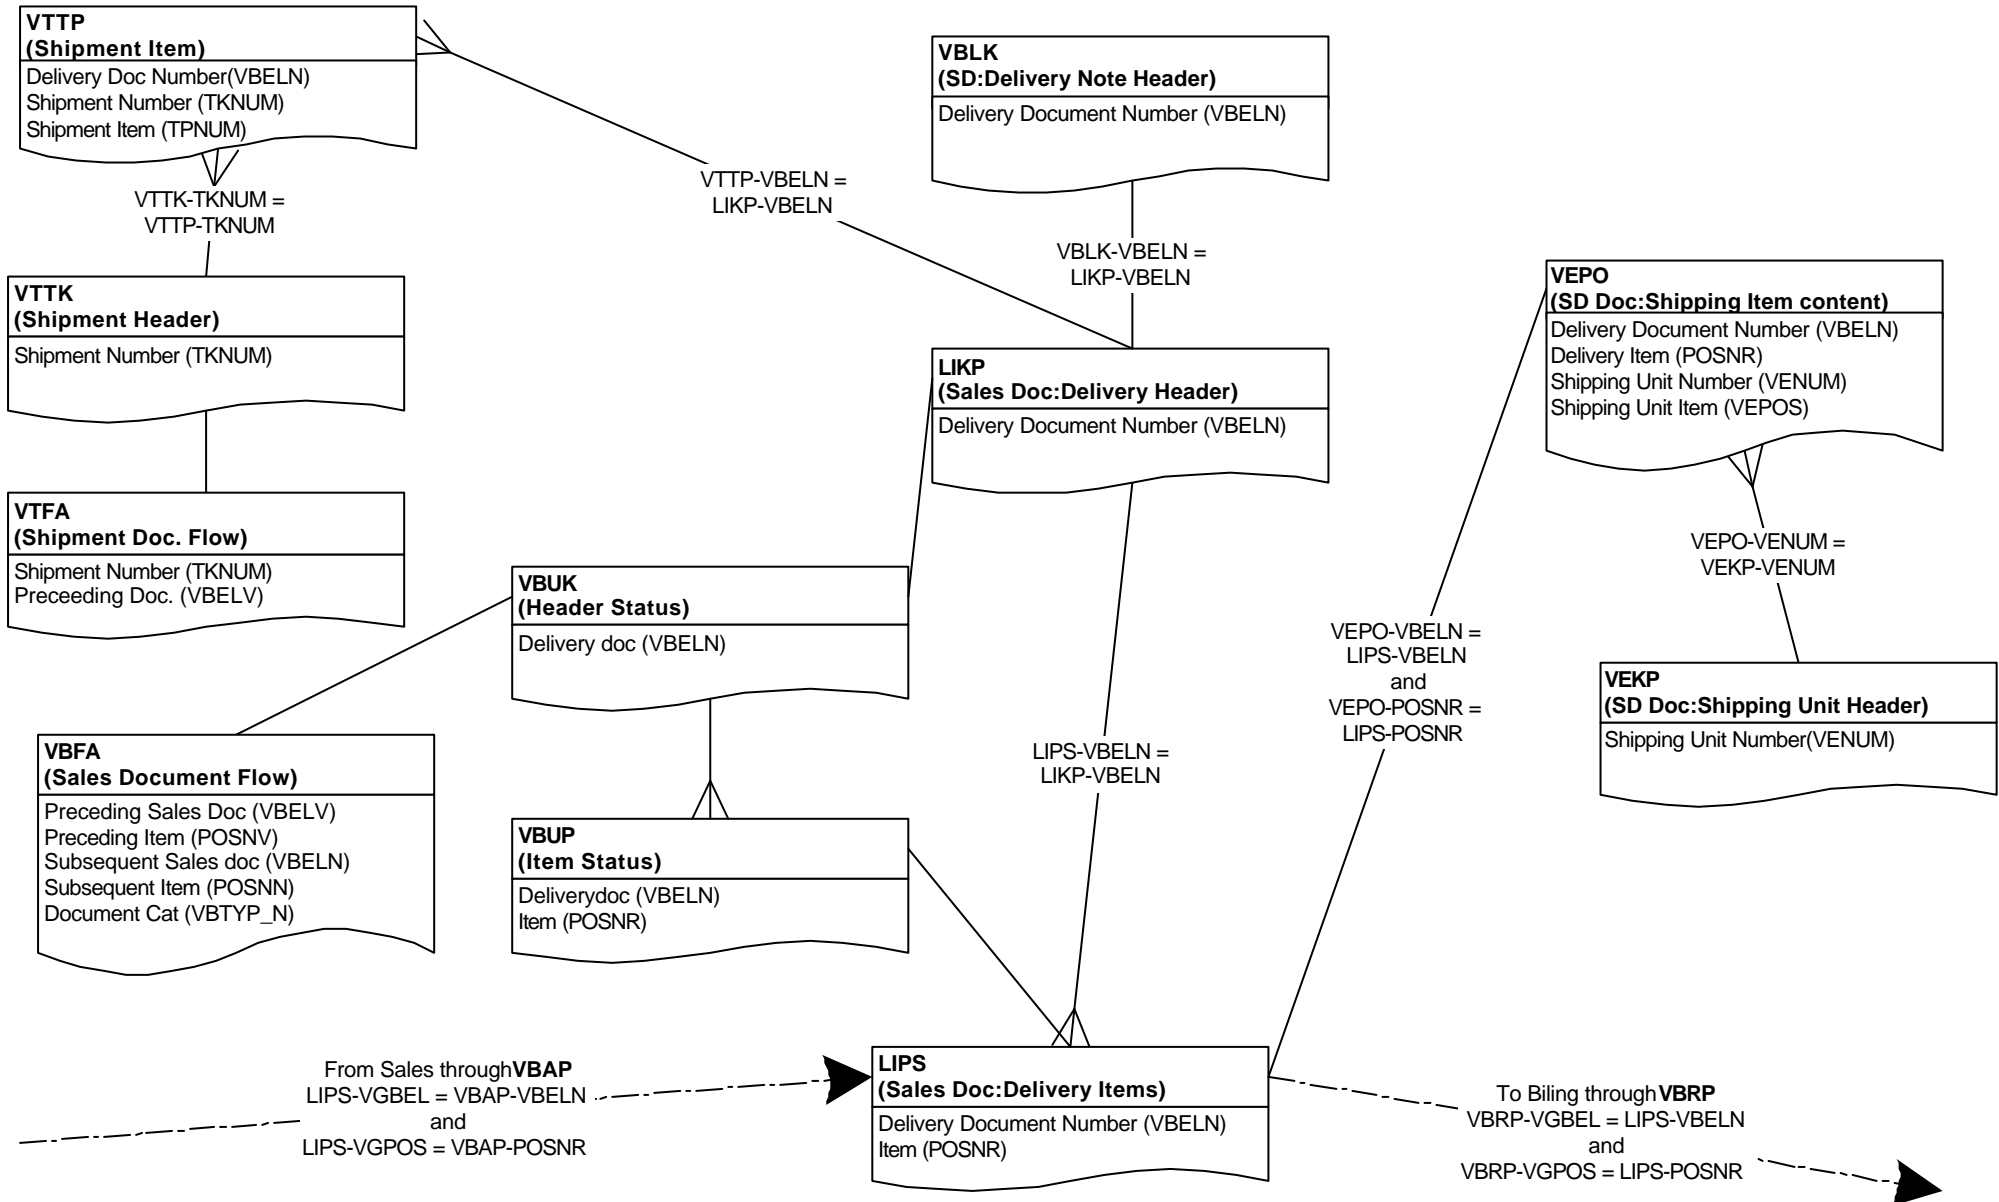 VTTP
(Shipment Item)
Delivery Doc Number(VBELN)
Shipment Number (TKNUM)
Shipment Item (TPNUM)
VTTK-TKNUM =
VTTP-TKNUM
VTTK
(Shipment Header)
Shipment Number (TKNUM)
VTFA
(Shipment Doc. Flow)
Shipment Number (TKNUM)
Preceeding Doc. (VBELV)
VTTP-VBELN =
LIKP-VBELN
VBLK
(SD:Delivery Note Header)
Delivery Document Number (VBELN)
VBLK-VBELN =
LIKP-VBELN
LIKP
(Sales Doc:Delivery Header)
Delivery Document Number (VBELN)
VEPO
(SD Doc:Shipping Item content)
Delivery Document Number (VBELN)
Delivery Item (POSNR)
Shipping Unit Number (VENUM)
Shipping Unit Item (VEPOS)
VEPO-VENUM =
VEKP-VENUM
VEKP
(SD Doc:Shipping Unit Header)
Shipping Unit Number(VENUM)
VBUK
(Header Status)
Delivery doc (VBELN)
VEPO-VBELN =
LIPS-VBELN
and
VEPO-POSNR =
LIPS-POSNR
VBFA
(Sales Document Flow)
Preceding Sales Doc (VBELV)
Preceding Item (POSNV)
Subsequent Sales doc (VBELN)
Subsequent Item (POSNN)
Document Cat (VBTYP_N)
VBUP
(Item Status)
Deliverydoc (VBELN)
Item (POSNR)
LIPS-VBELN =
LIKP-VBELN
From Sales through VBAP
LIPS-VGBEL = VBAP-VBELN
and
LIPS-VGPOS = VBAP-POSNR
LIPS
(Sales Doc:Delivery Items)
Delivery Document Number (VBELN)
Item (POSNR)
To Biling through VBRP
VBRP-VGBEL = LIPS-VBELN
and
VBRP-VGPOS = LIPS-POSNR